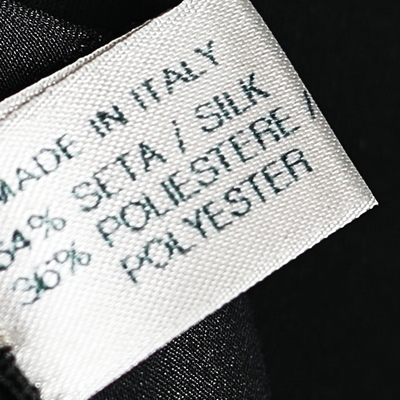 MADE IN ITALY
64% SETA / SILK
36% POLIESTERE /
POLYESTER